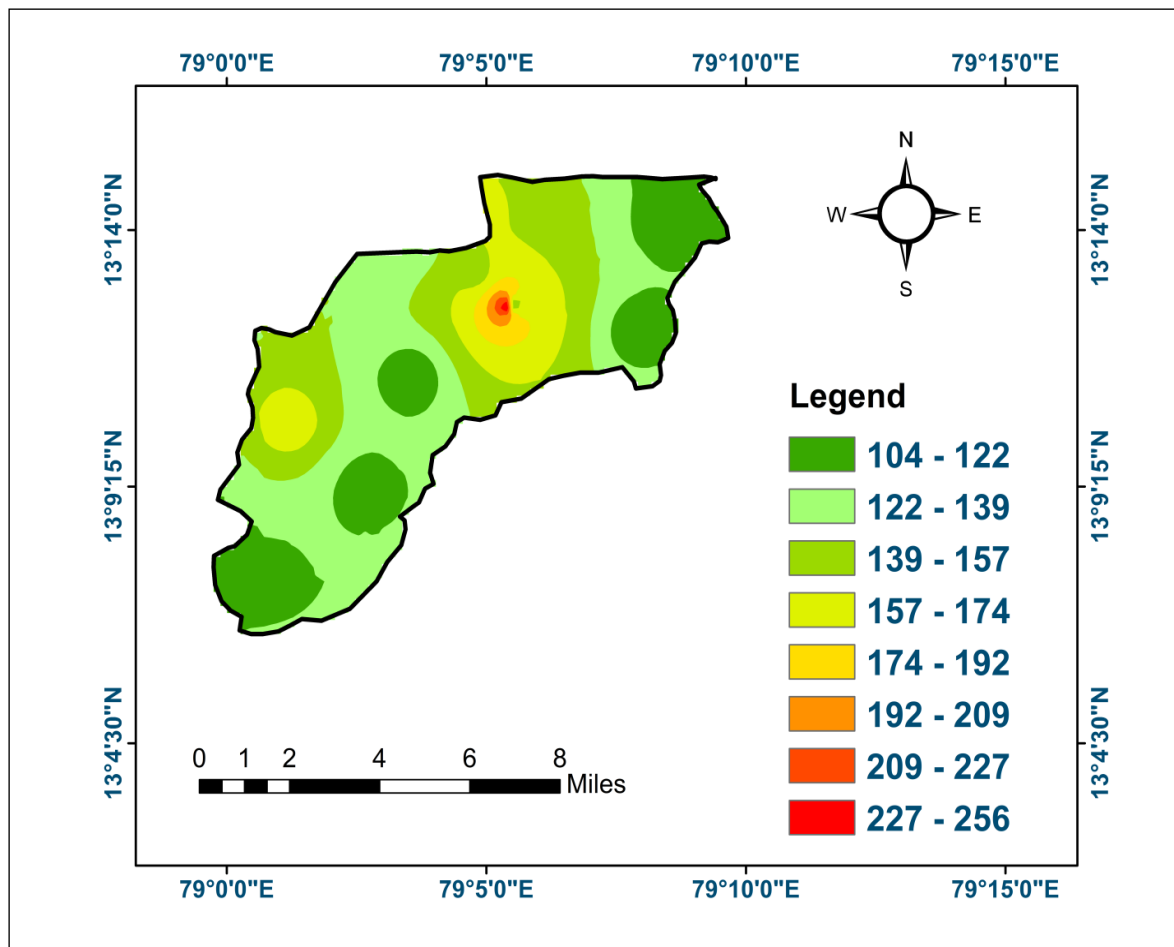 79°0'0"E 79°5'0"E 79°10'0"E 79°15'0"E
N
W E
S
13°14'0"N 13°14'0"N
13°9'15"N 13°9'15"N
13°4'30"N 13°4'30"N
Legend
104 - 122
122 - 139
139 - 157
157 - 174
174 - 192
192 - 209
209 - 227
227 - 256
0 1 2 4 6 8
Miles
79°0'0"E 79°5'0"E 79°10'0"E 79°15'0"E